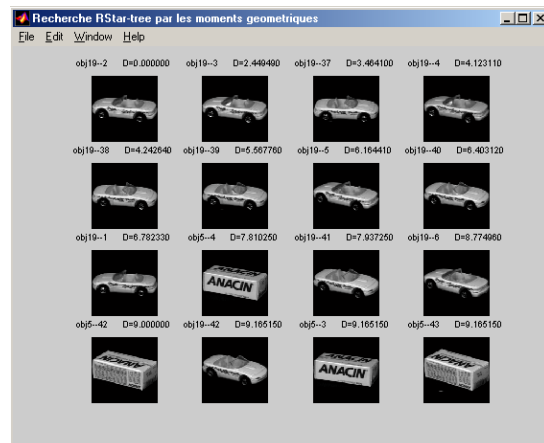 Recherche RStar-tree par les moments geometriques
File Edit Window Help
obj19--2 D=0.000000 obj19--3 D=2.449490 obj19--37 D=3.464100 obj19--4 D=4.123110
obj19--38 D=4.242640 obj19--39 D=5.567760 obj19--5 D=6.164410 obj19--40 D=6.403120
obj19--1 D=6.782330 obj5--4 D=7.810250 obj19--41 D=7.937250 obj19--6 D=8.774960
ANACIN
obj5--42 D=9.000000 obj19--42 D=9.165150 obj5--3 D=9.165150 obj5--43 D=9.165150
ANACIN
ANACIN
ANACIN